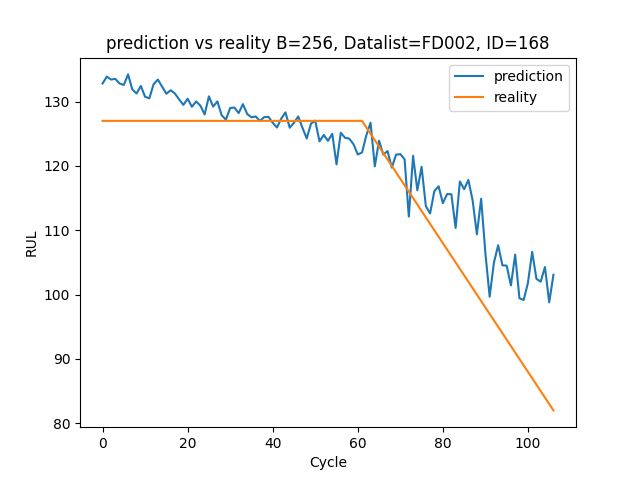 prediction vs reality B=256, Datalist=FD002, ID=168
prediction
reality
130
120
110
100
90
80
RUL
0 20 40 60 80 100
Cycle